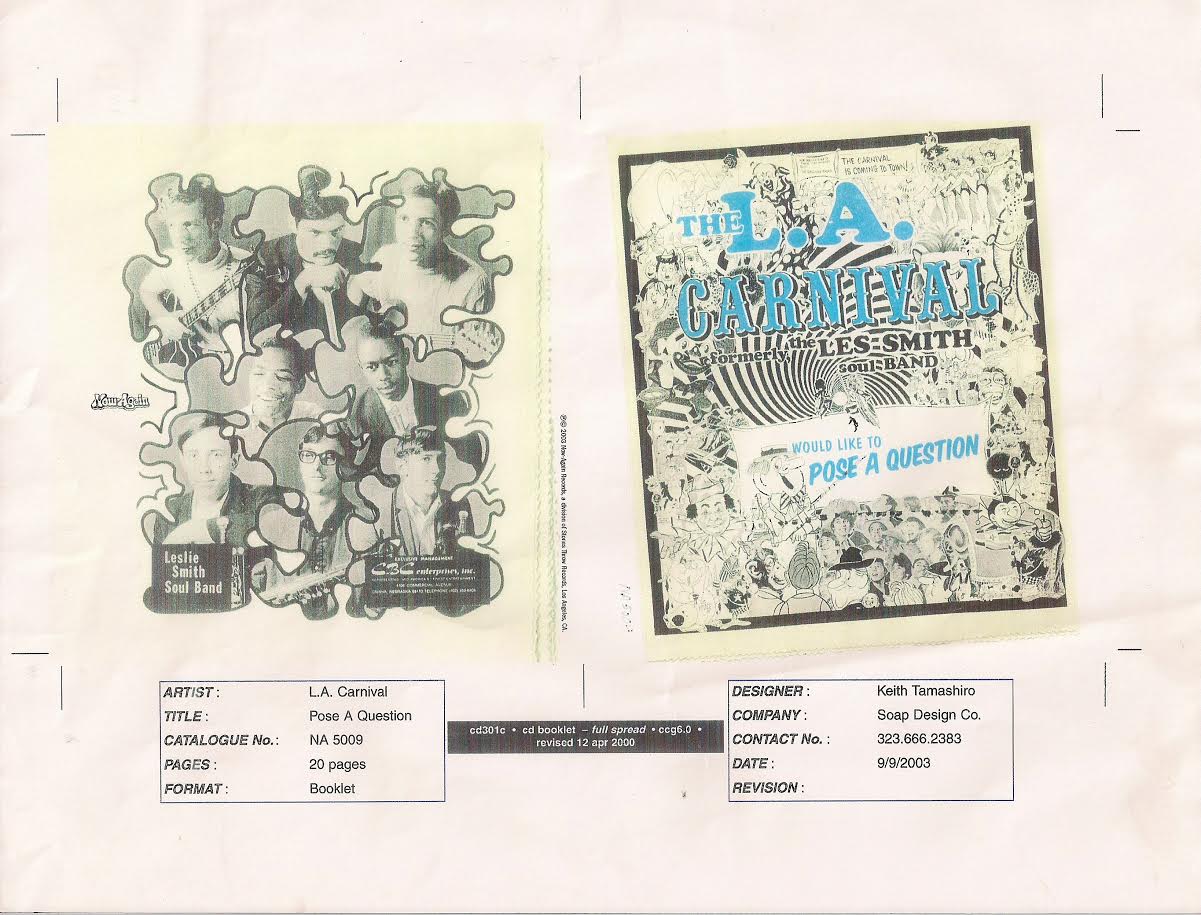 THE CARNIVAL
IS COMING TO TOWN!
THE L.A.
CARNIVAL
formerly, the LES-SMITH
soul-BAND
WOULD LIKE TO
POSE A QUESTION
Now-Again
Leslie
Smith
Soul Band
EXCLUSIVE MANAGEMENT
CBC enterprises, inc.
OMAHA, NEBRASKA
℗© 2003 Now-Again Records, a division of Stones Throw Records, Los Angeles, CA.
ARTIST : L.A. Carnival
TITLE : Pose A Question
CATALOGUE No. : NA 5009
PAGES : 20 pages
FORMAT : Booklet
cd301c • cd booklet – full spread • ccg6.0 •
revised 12 apr 2000
DESIGNER : Keith Tamashiro
COMPANY : Soap Design Co.
CONTACT No. : 323.666.2383
DATE : 9/9/2003
REVISION :